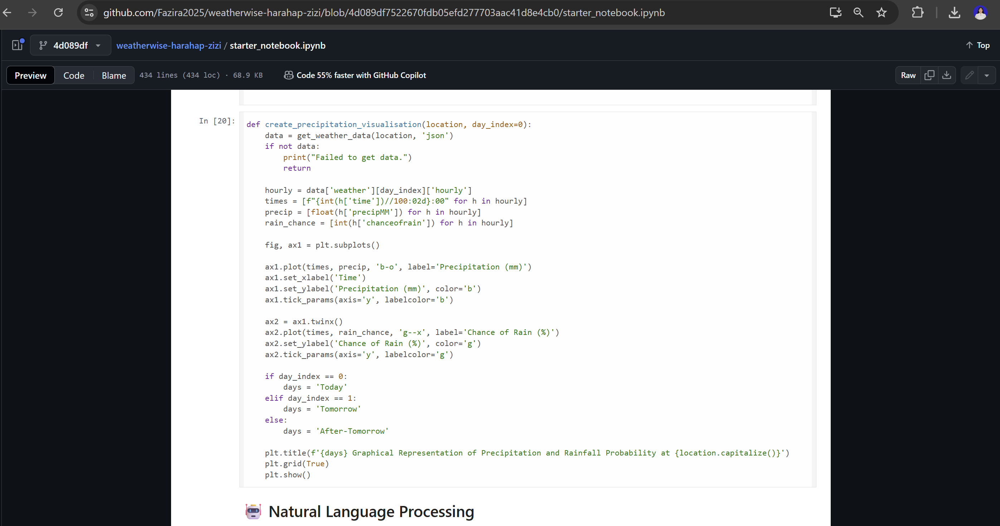 github.com/Fazira2025/weatherwise-harahap-zizi/blob/4d089df7522670fdb05efd277703aac41d8e4cb0/starter_notebook.ipynb
4d089df weatherwise-harahap-zizi / starter_notebook.ipynb Top
Preview Code Blame 434 lines (434 loc) · 68.9 KB Code 55% faster with GitHub Copilot Raw
In [20]:
def create_precipitation_visualisation(location, day_index=0):
    data = get_weather_data(location, 'json')
    if not data:
        print("Failed to get data.")
        return

    hourly = data['weather'][day_index]['hourly']
    times = [f"{int(h['time'])//100:02d}:00" for h in hourly]
    precip = [float(h['precipMM']) for h in hourly]
    rain_chance = [int(h['chanceofrain']) for h in hourly]

    fig, ax1 = plt.subplots()

    ax1.plot(times, precip, 'b-o', label='Precipitation (mm)')
    ax1.set_xlabel('Time')
    ax1.set_ylabel('Precipitation (mm)', color='b')
    ax1.tick_params(axis='y', labelcolor='b')

    ax2 = ax1.twinx()
    ax2.plot(times, rain_chance, 'g--x', label='Chance of Rain (%)')
    ax2.set_ylabel('Chance of Rain (%)', color='g')
    ax2.tick_params(axis='y', labelcolor='g')

    if day_index == 0:
        days = 'Today'
    elif day_index == 1:
        days = 'Tomorrow'
    else:
        days = 'After-Tomorrow'

    plt.title(f'{days} Graphical Representation of Precipitation and Rainfall Probability at {location.capitalize()}')
    plt.grid(True)
    plt.show()
Natural Language Processing